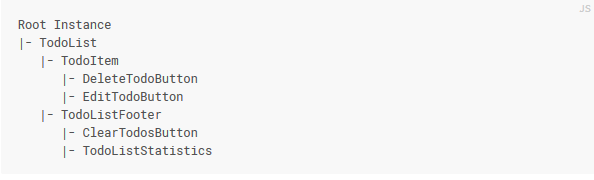 JS
Root Instance
|- TodoList
   |- TodoItem
      |- DeleteTodoButton
      |- EditTodoButton
   |- TodoListFooter
      |- ClearTodosButton
      |- TodoListStatistics